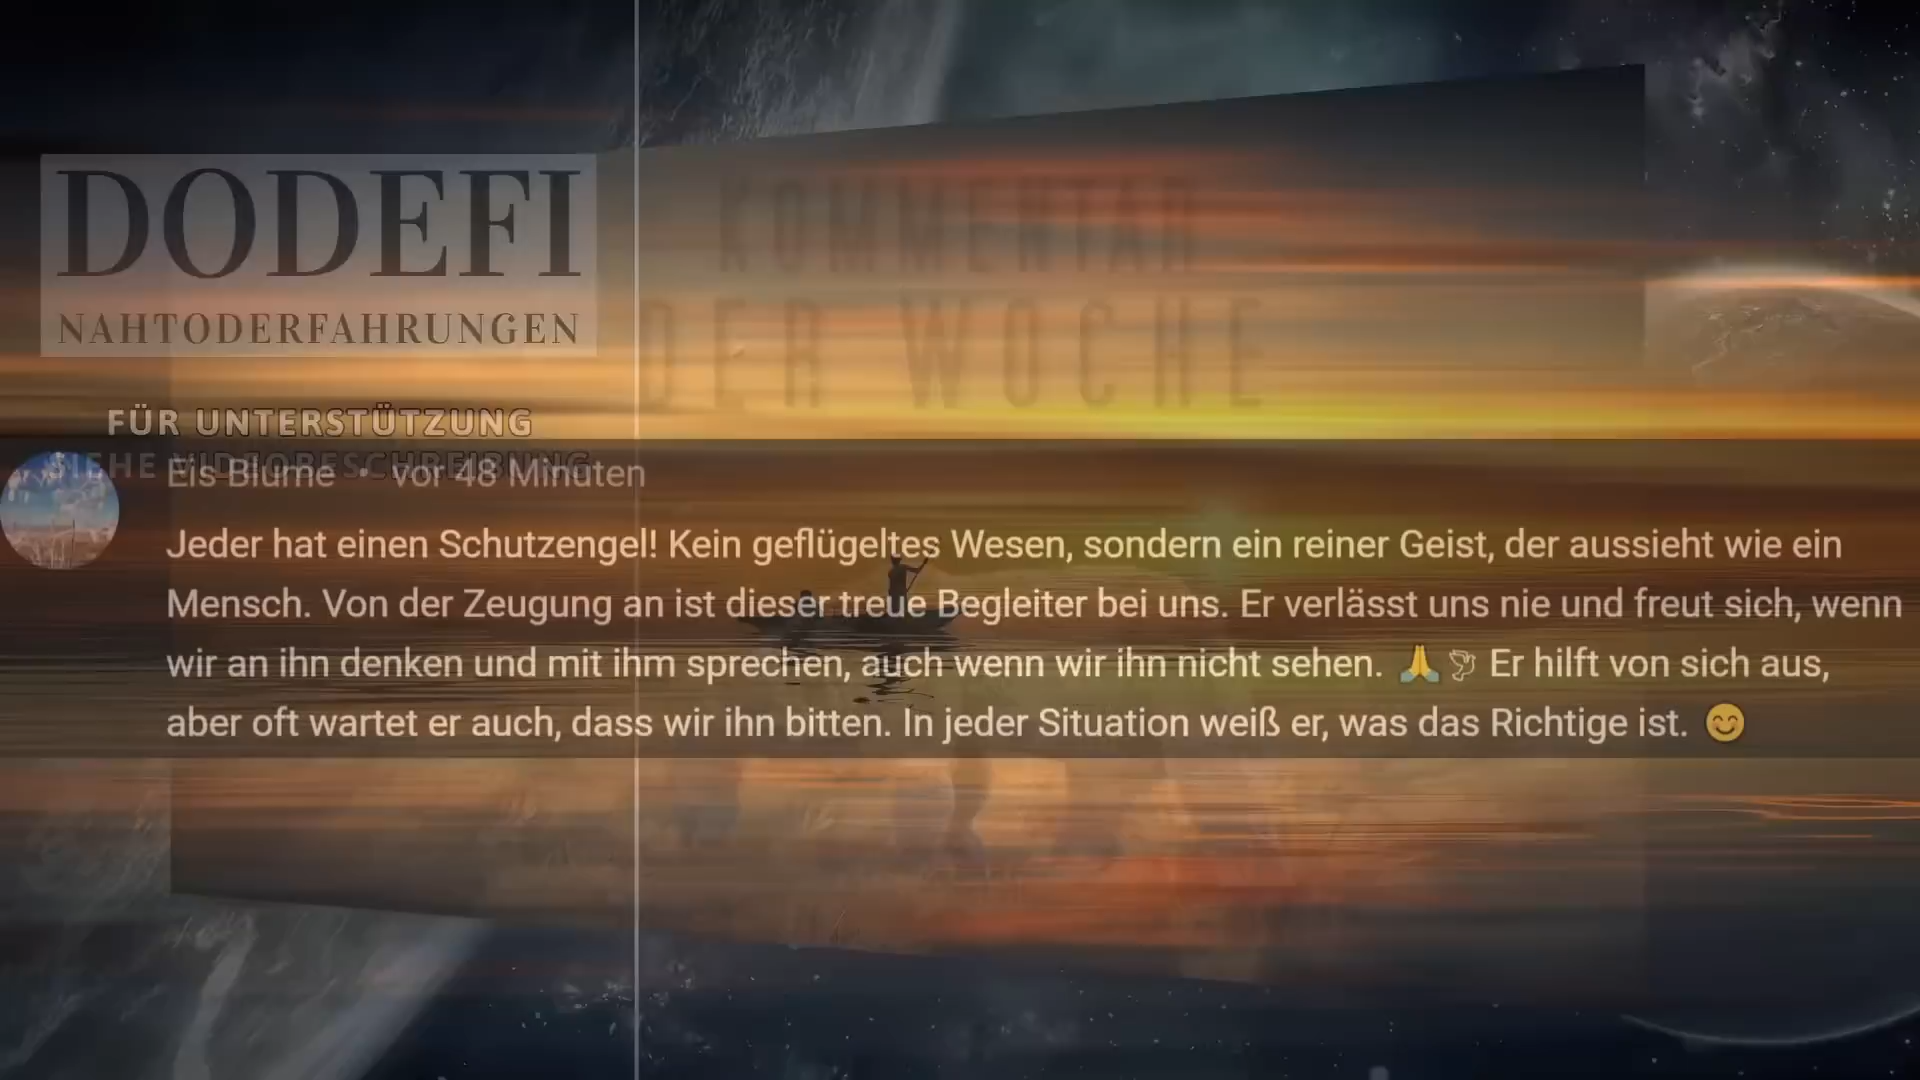 DODEFI
NAHTODERFAHRUNGEN
KOMMENTAR
DER WOCHE
FÜR UNTERSTÜTZUNG
SIEHE VIDEOBESCHREIBUNG
Eis Blume • vor 48 Minuten
Jeder hat einen Schutzengel! Kein geflügeltes Wesen, sondern ein reiner Geist, der aussieht wie ein
Mensch. Von der Zeugung an ist dieser treue Begleiter bei uns. Er verlässt uns nie und freut sich, wenn
wir an ihn denken und mit ihm sprechen, auch wenn wir ihn nicht sehen. 🙏🕊 Er hilft von sich aus,
aber oft wartet er auch, dass wir ihn bitten. In jeder Situation weiß er, was das Richtige ist. 😊